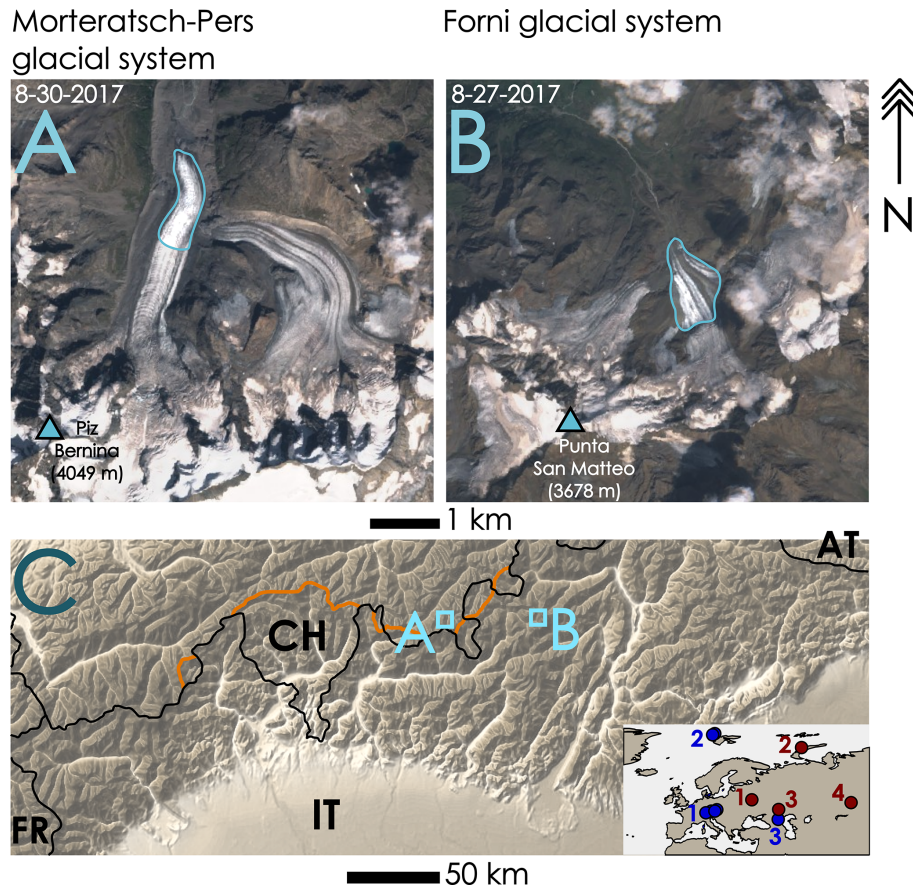 Morteratsch-Pers
glacial system
Forni glacial system
8-30-2017
A
8-27-2017
B
N
Piz
Bernina
(4049 m)
Punta
San Matteo
(3678 m)
1 km
C
AT
CH
A
B
IT
FR
2
2
1
3
4
1
3
50 km